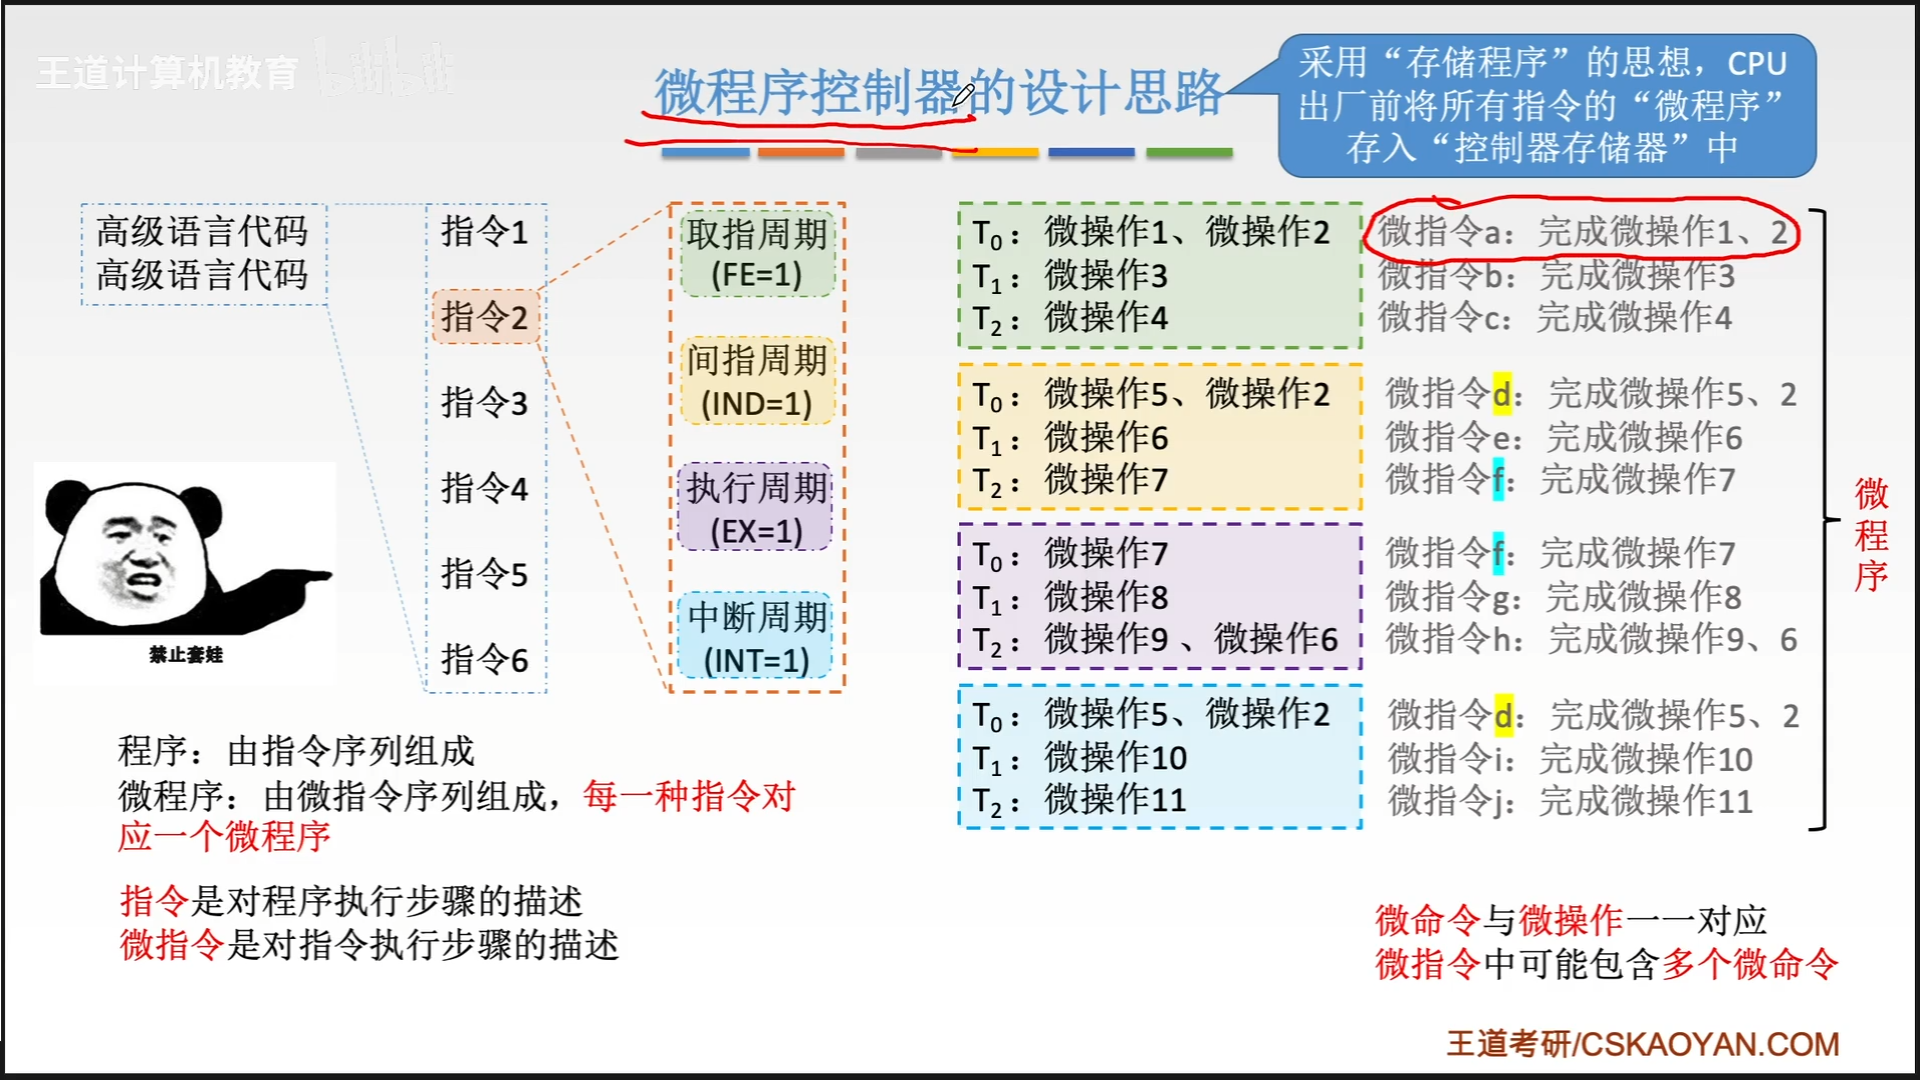 王道计算机教育 bilibili
微程序控制器的设计思路
采用“存储程序”的思想，CPU
出厂前将所有指令的“微程序”
存入“控制器存储器”中
高级语言代码
高级语言代码
指令1
指令2
指令3
指令4
指令5
指令6
取指周期
(FE=1)
间指周期
(IND=1)
执行周期
(EX=1)
中断周期
(INT=1)
T₀：微操作1、微操作2
T₁：微操作3
T₂：微操作4
T₀：微操作5、微操作2
T₁：微操作6
T₂：微操作7
T₀：微操作7
T₁：微操作8
T₂：微操作9 、微操作6
T₀：微操作5、微操作2
T₁：微操作10
T₂：微操作11
微指令a：完成微操作1、2
微指令b：完成微操作3
微指令c：完成微操作4
微指令d：完成微操作5、2
微指令e：完成微操作6
微指令f：完成微操作7
微指令f：完成微操作7
微指令g：完成微操作8
微指令h：完成微操作9、6
微指令d：完成微操作5、2
微指令i：完成微操作10
微指令j：完成微操作11
微
程
序
禁止套娃
程序：由指令序列组成
微程序：由微指令序列组成，每一种指令对
应一个微程序
指令是对程序执行步骤的描述
微指令是对指令执行步骤的描述
微命令与微操作一一对应
微指令中可能包含多个微命令
王道考研/CSKAOYAN.COM